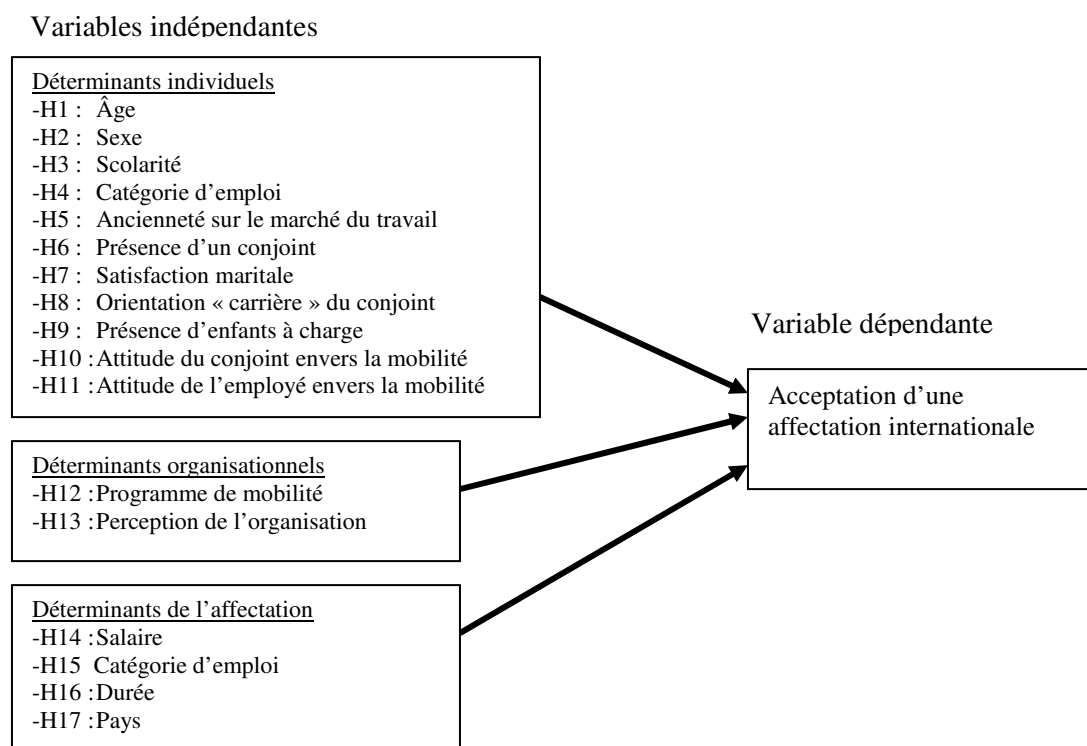 Variables indépendantes
Déterminants individuels
-H1 : Âge
-H2 : Sexe
-H3 : Scolarité
-H4 : Catégorie d’emploi
-H5 : Ancienneté sur le marché du travail
-H6 : Présence d’un conjoint
-H7 : Satisfaction maritale
-H8 : Orientation « carrière » du conjoint
-H9 : Présence d’enfants à charge
-H10 :Attitude du conjoint envers la mobilité
-H11 :Attitude de l’employé envers la mobilité
Déterminants organisationnels
-H12 :Programme de mobilité
-H13 :Perception de l’organisation
Déterminants de l’affectation
-H14 :Salaire
-H15 Catégorie d’emploi
-H16 :Durée
-H17 :Pays
Variable dépendante
Acceptation d’une
affectation internationale